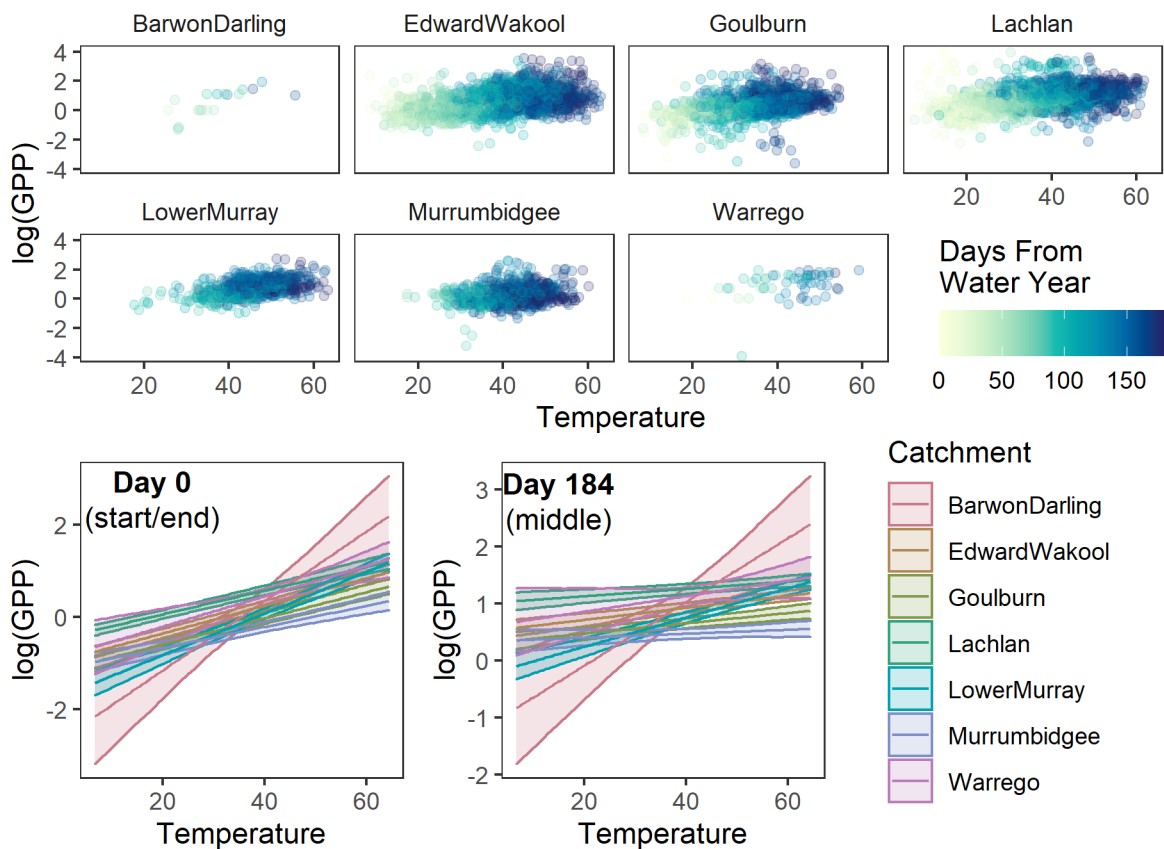 BarwonDarling EdwardWakool Goulburn Lachlan
4
2
0
-2
-4
20 40 60
log(GPP)
LowerMurray Murrumbidgee Warrego
4
2
0
-2
-4
20 40 60 20 40 60 20 40 60
Temperature
Days From
Water Year
0 50 100 150
Day 0
(start/end)
2
0
-2
log(GPP)
20 40 60
Temperature
Day 184
(middle)
3
2
1
0
-1
-2
log(GPP)
20 40 60
Temperature
Catchment
BarwonDarling
EdwardWakool
Goulburn
Lachlan
LowerMurray
Murrumbidgee
Warrego